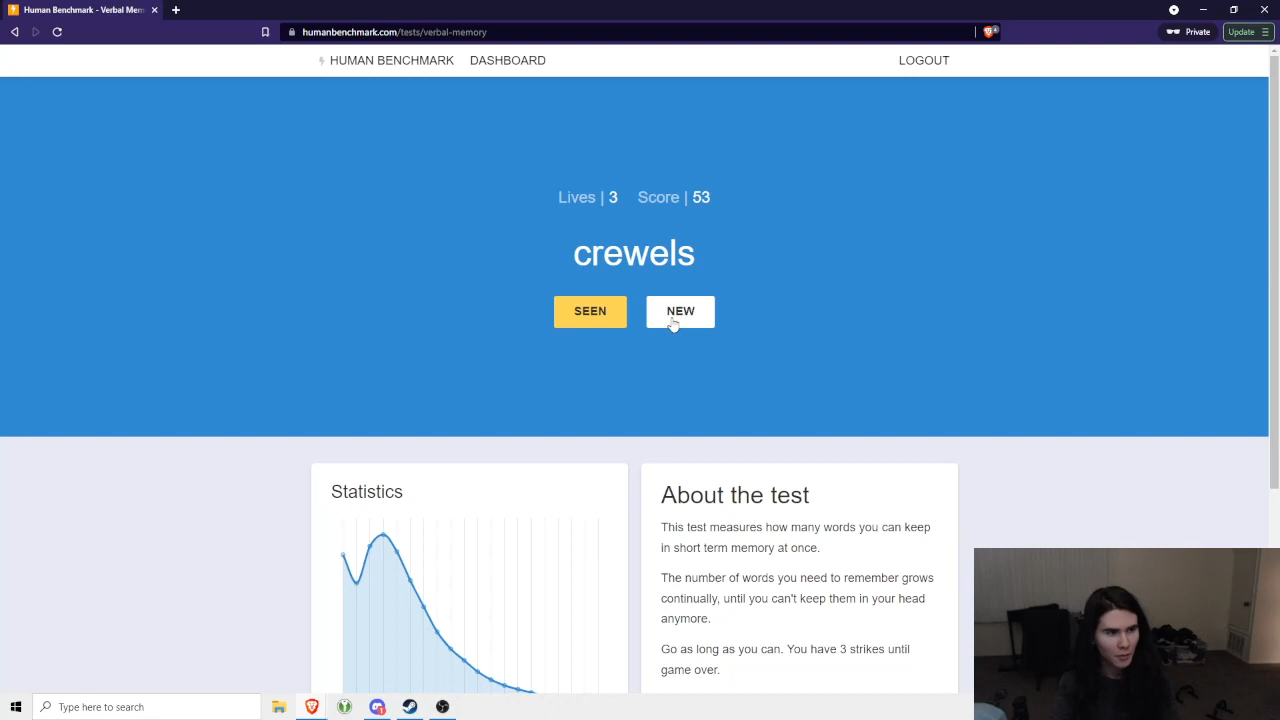 Human Benchmark - Verbal Mem
humanbenchmark.com/tests/verbal-memory
4
Private
Update
HUMAN BENCHMARK
DASHBOARD
LOGOUT
Lives | 3
Score | 53
crewels
SEEN
NEW
Statistics
About the test
This test measures how many words you can keep
in short term memory at once.
The number of words you need to remember grows
continually, until you can't keep them in your head
anymore.
Go as long as you can. You have 3 strikes until
game over.
Type here to search
1